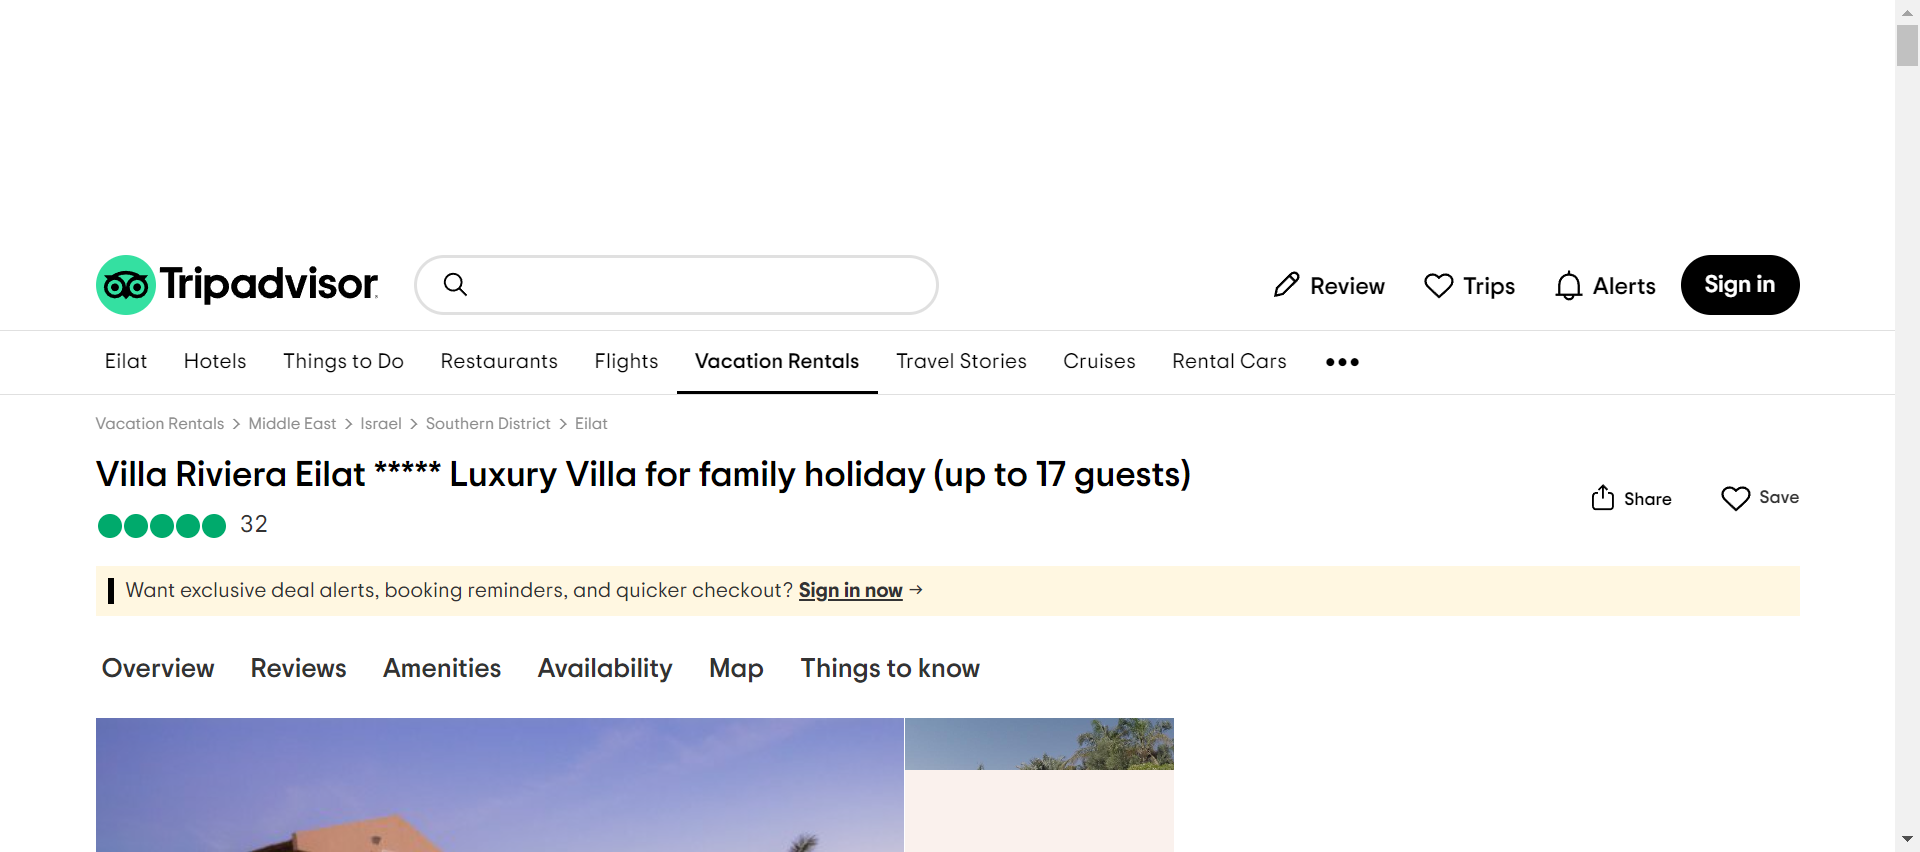 Tripadvisor
Review
Trips
Alerts
Sign in
Eilat
Hotels
Things to Do
Restaurants
Flights
Vacation Rentals
Travel Stories
Cruises
Rental Cars
Vacation Rentals > Middle East > Israel > Southern District > Eilat
Villa Riviera Eilat ***** Luxury Villa for family holiday (up to 17 guests)
Share
Save
32
Want exclusive deal alerts, booking reminders, and quicker checkout? Sign in now →
Overview
Reviews
Amenities
Availability
Map
Things to know